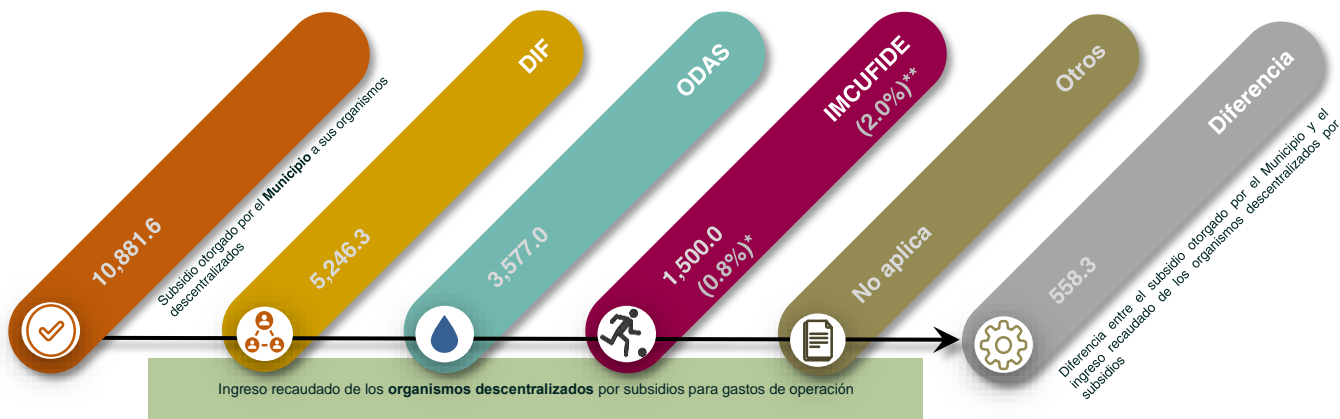 10,881.6
Subsidio otorgado por el Municipio a sus organismos
descentralizados
DIF
5,246.3
ODAS
3,577.0
IMCUFIDE
(2.0%)**
1,500.0
(0.8%)*
Otros
No aplica
Diferencia
558.3
Diferencia entre el subsidio otorgado por el Municipio y el
ingreso recaudado de los organismos descentralizados por
subsidios
Ingreso recaudado de los organismos descentralizados por subsidios para gastos de operación